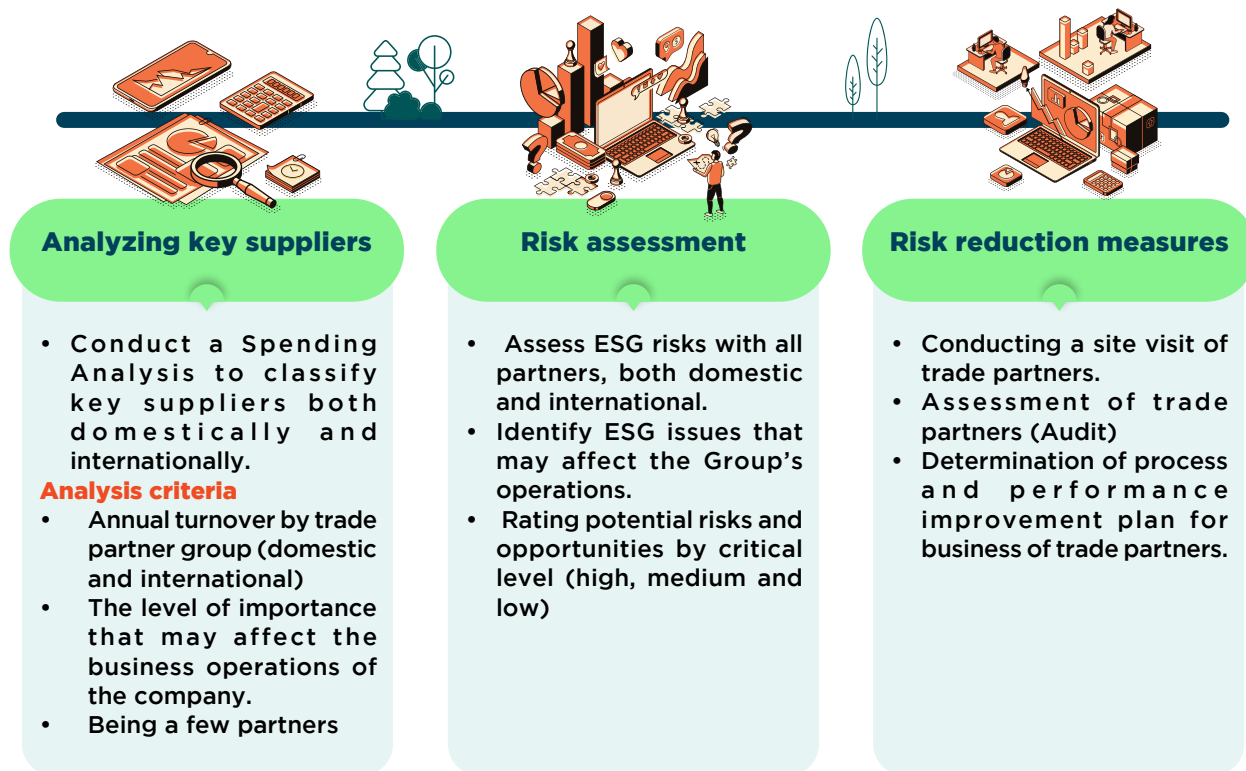 Analyzing key suppliers
• Conduct a Spending
Analysis to classify
key suppliers both
domestically and
internationally.
Analysis criteria
• Annual turnover by trade
partner group (domestic
and international)
• The level of importance
that may affect the
business operations of
the company.
• Being a few partners
Risk assessment
• Assess ESG risks with all
partners, both domestic
and international.
• Identify ESG issues that
may affect the Group's
operations.
• Rating potential risks and
opportunities by critical
level (high, medium and
low)
Risk reduction measures
• Conducting a site visit of
trade partners.
• Assessment of trade
partners (Audit)
• Determination of process
and performance
improvement plan for
business of trade partners.